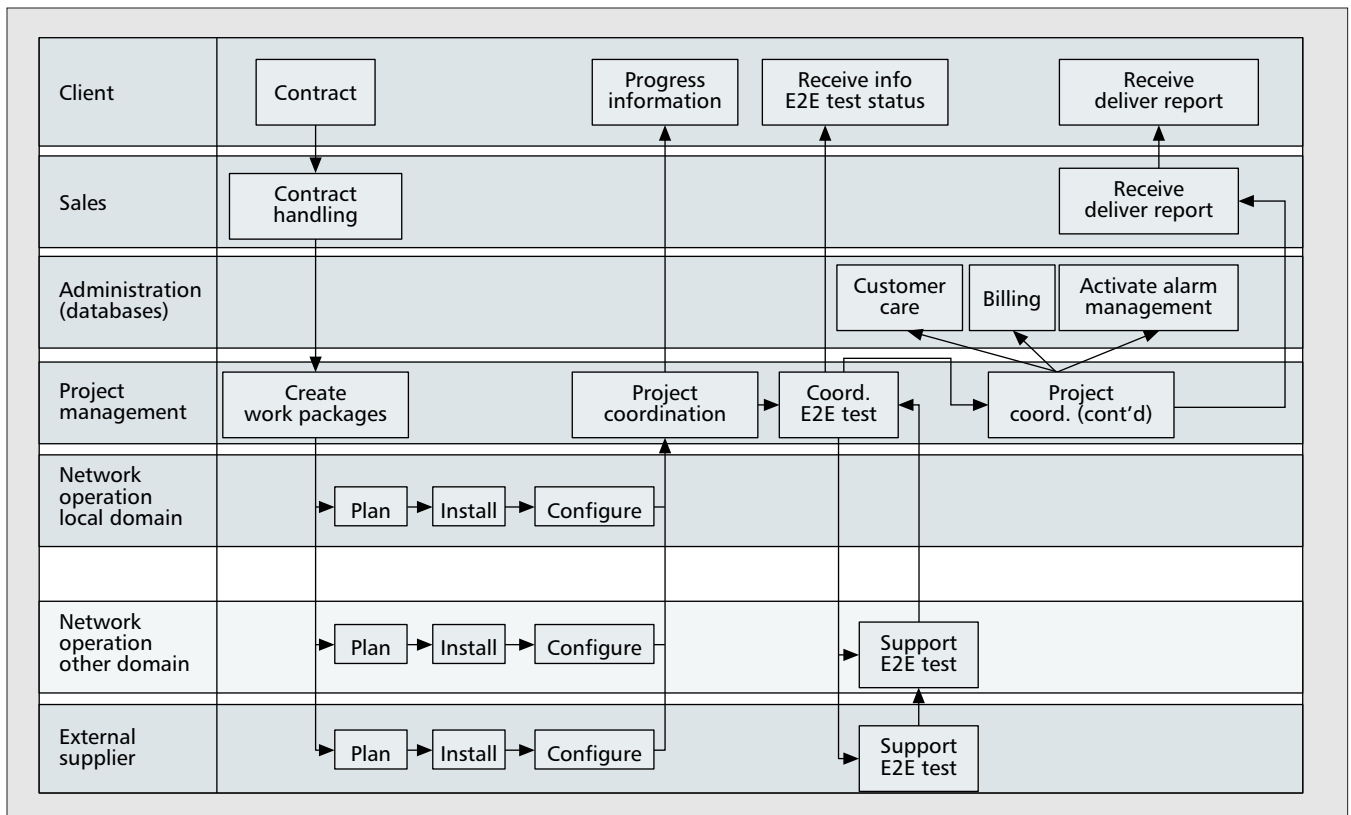 Client
Contract
Progress
information
Receive info
E2E test status
Receive
deliver report
Sales
Contract
handling
Receive
deliver report
Administration
(databases)
Customer
care
Billing
Activate alarm
management
Project
management
Create
work packages
Project
coordination
Coord.
E2E test
Project
coord. (cont'd)
Network
operation
local domain
Plan
Install
Configure
Network
operation
other domain
Plan
Install
Configure
Support
E2E test
External
supplier
Plan
Install
Configure
Support
E2E test